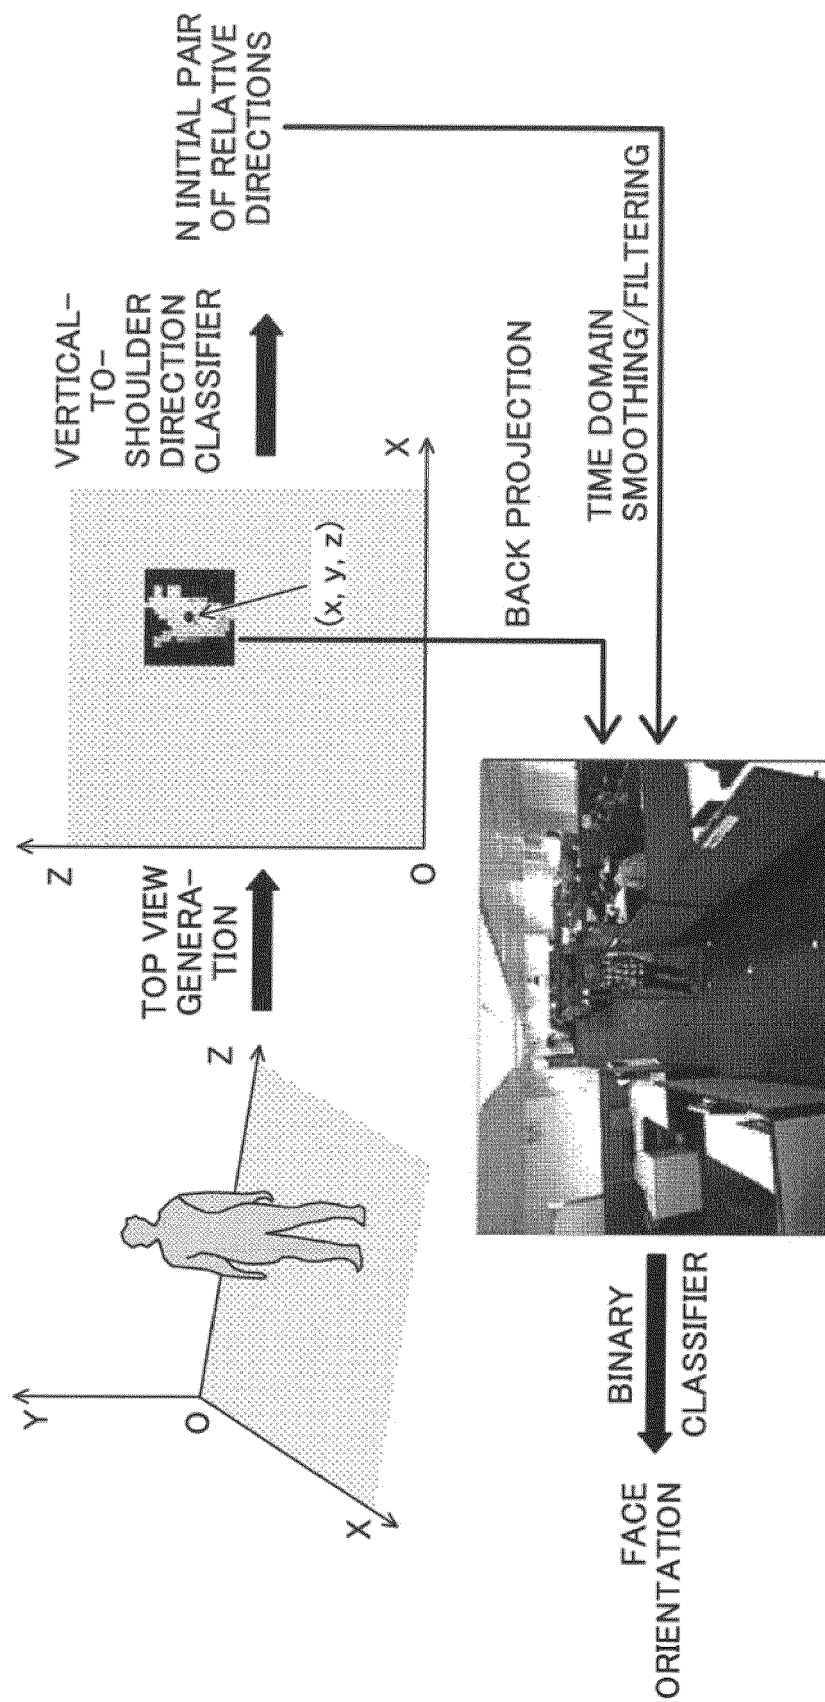 Y
O
X
Z
TOP VIEW
GENERA-
TION
Z
O
X
(x, y, z)
VERTICAL-
TO-
SHOULDER
DIRECTION
CLASSIFIER
N INITIAL PAIR
OF RELATIVE
DIRECTIONS
BACK PROJECTION
TIME DOMAIN
SMOOTHING/FILTERING
BINARY
CLASSIFIER
FACE
ORIENTATION